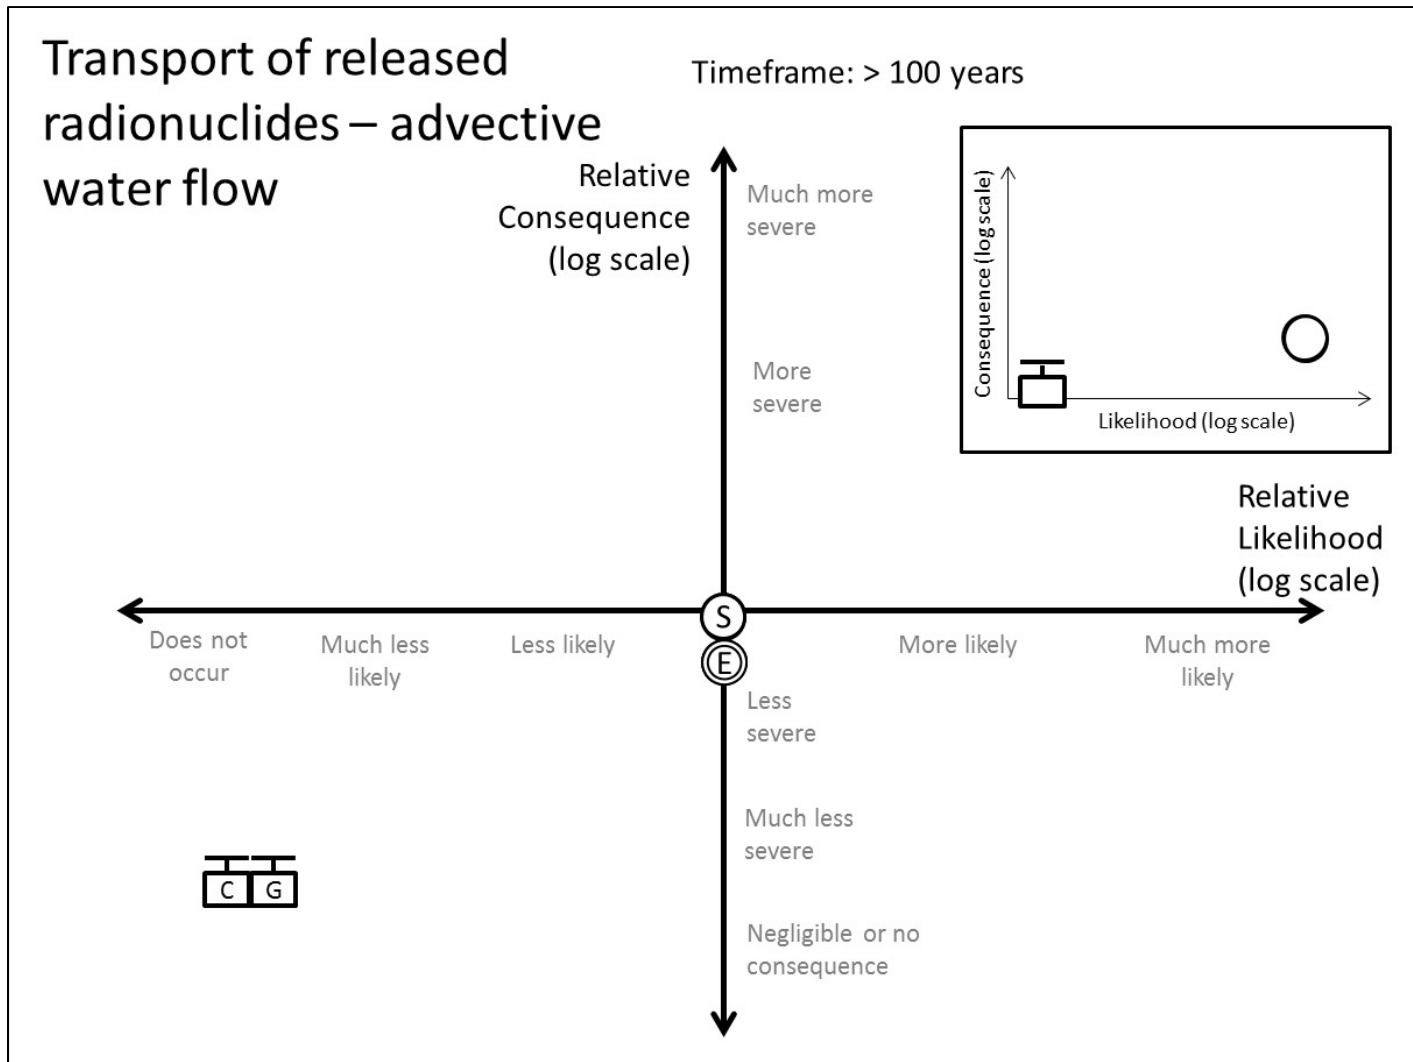 Transport of released
radionuclides – advective
water flow
Timeframe: > 100 years
Relative
Consequence
(log scale)
Much more
severe
More
severe
Consequence (log scale)
Likelihood (log scale)
Relative
Likelihood
(log scale)
S
E
Does not
occur
Much less
likely
Less likely
More likely
Much more
likely
Less
severe
Much less
severe
C G
Negligible or no
consequence